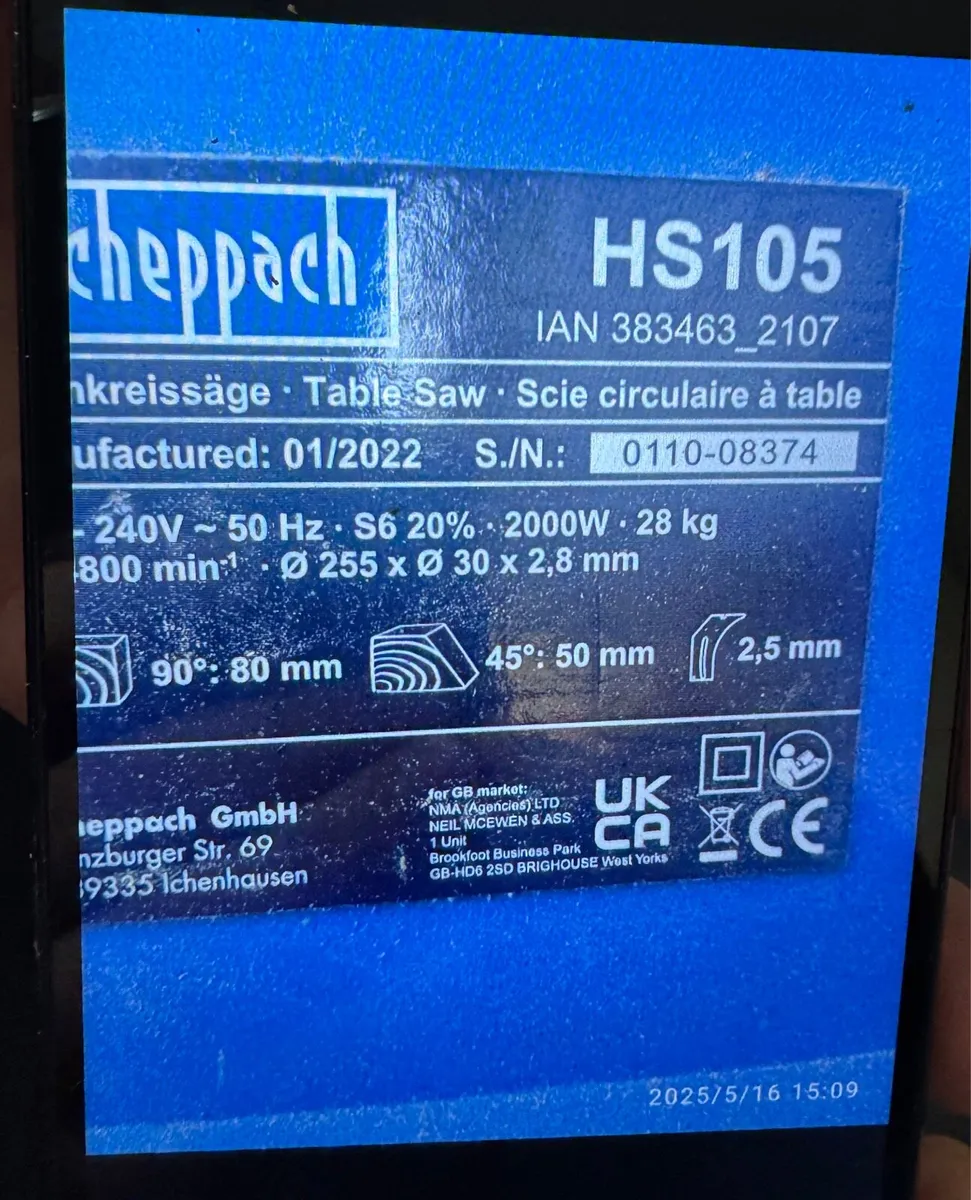 cheppach
HS105
IAN 383463_2107
nkreissäge · Table Saw · Scie circulaire à table
ufactured: 01/2022 S./N.: 0110-08374
- 240V ~ 50 Hz · S6 20% · 2000W · 28 kg
800 min⁻¹ · Ø 255 x Ø 30 x 2,8 mm
90°: 80 mm 45°: 50 mm 2,5 mm
heppach GmbH
nzburger Str. 69
9335 Ichenhausen
for GB market:
NMA (Agencies) LTD
NEIL MCEWEN & ASS.
1 Unit
Brookfoot Business Park
GB-HD6 2SD BRIGHOUSE West Yorks
UK
CA
CE
2025/5/16 15:09